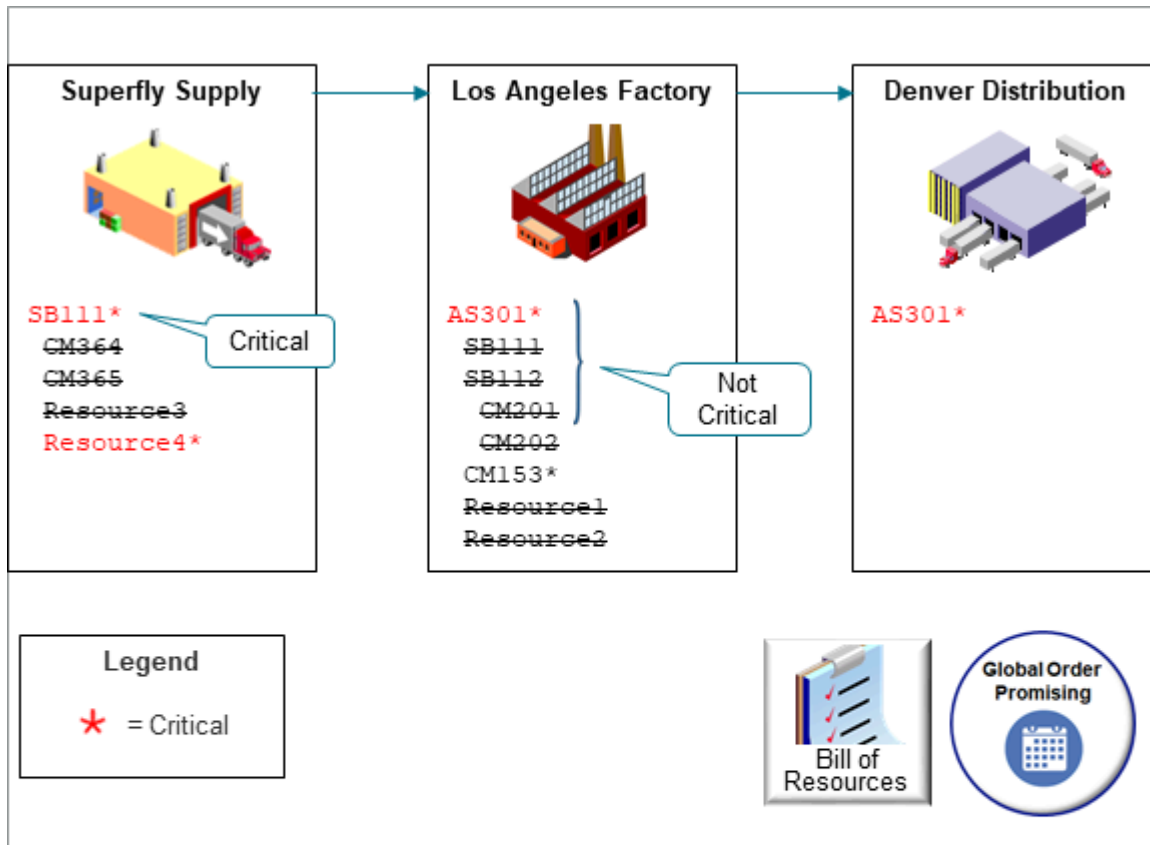 Superfly Supply
SB111*
CM364
CM365
Resource3
Resource4*
Critical
Los Angeles Factory
AS301*
SB111
SB112
CM201
CM202
CM153*
Resource1
Resource2
Not
Critical
Denver Distribution
AS301*
Legend
* = Critical
Bill of
Resources
Global Order
Promising